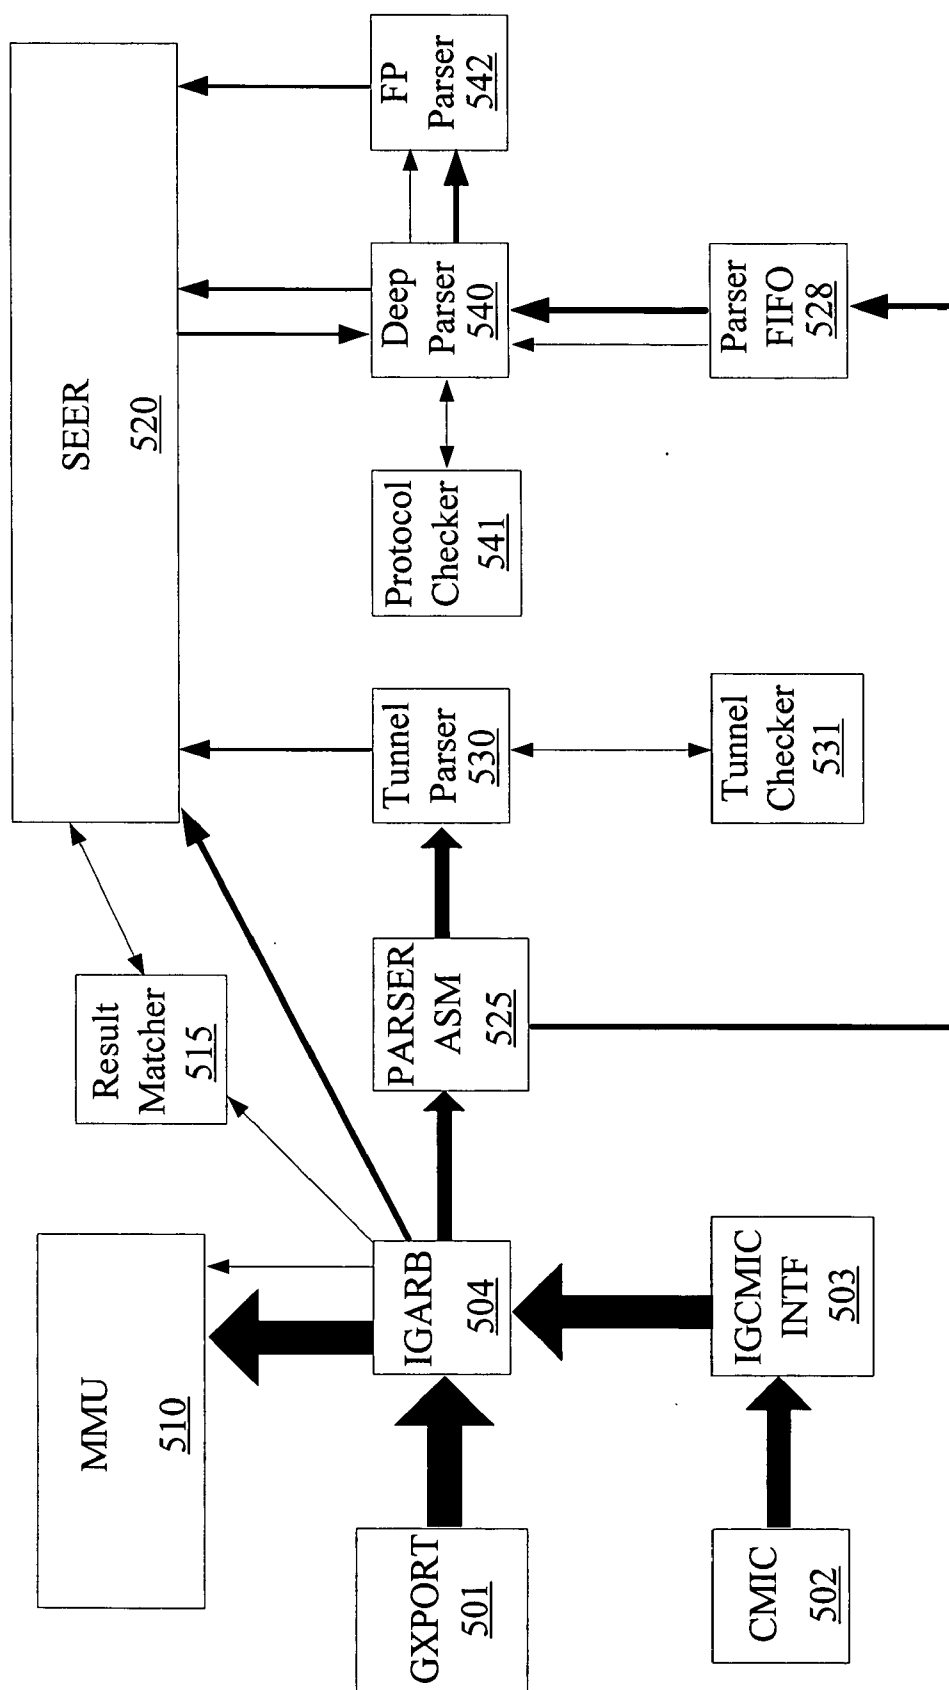 MMU
510
Result
Matcher
515
SEER
520
GXPORT
501
IGARB
504
PARSER
ASM
525
Tunnel
Parser
530
Protocol
Checker
541
Deep
Parser
540
FP
Parser
542
CMIC
502
IGCMIC
INTF
503
Tunnel
Checker
531
Parser
FIFO
528